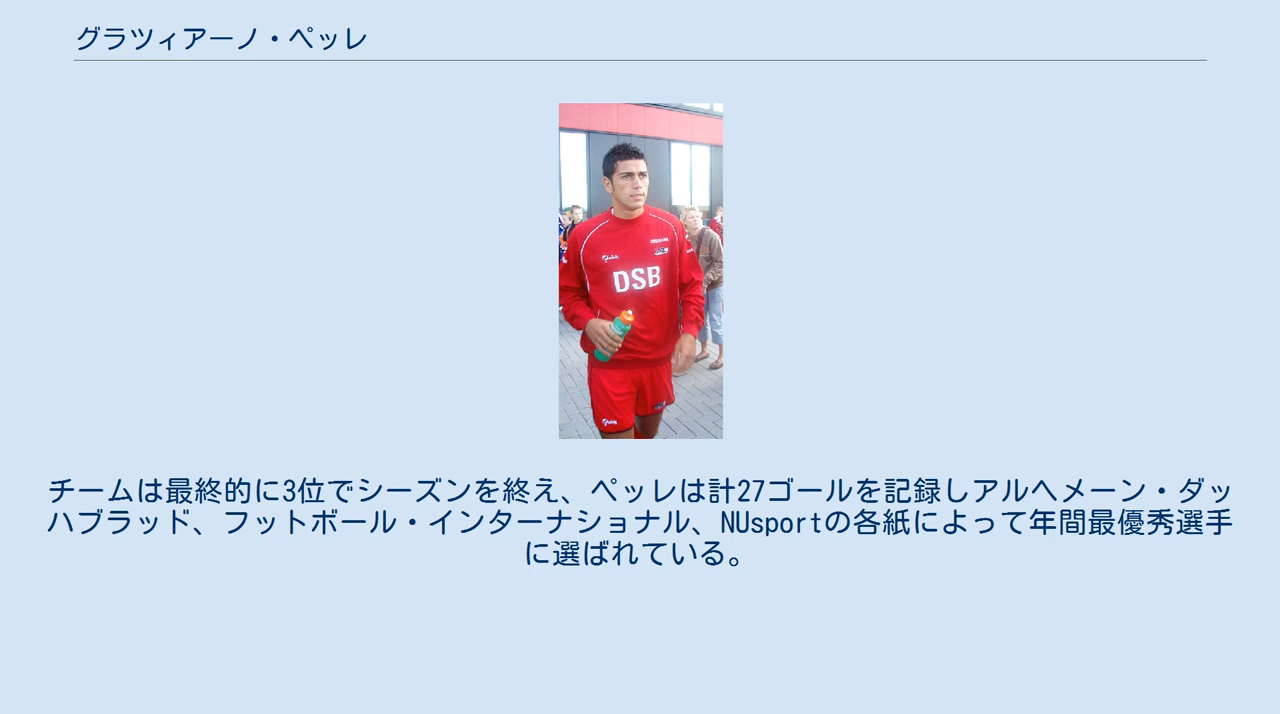 グラツィアーノ・ペッレ
DSB
チームは最終的に3位でシーズンを終え、ペッレは計27ゴールを記録しアルヘメーン・ダッ
ハブラッド、フットボール・インターナショナル、NUsportの各紙によって年間最優秀選手
に選ばれている。